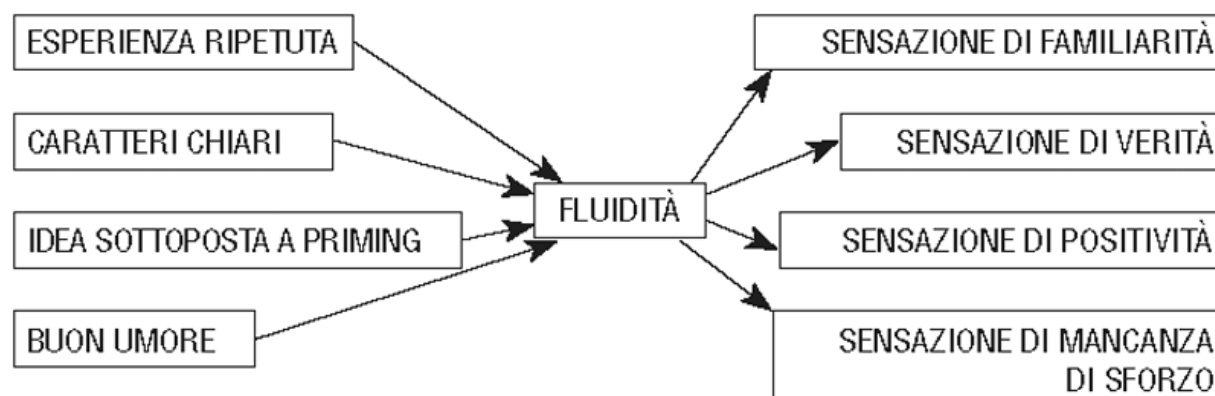 ESPERIENZA RIPETUTA
CARATTERI CHIARI
IDEA SOTTOPOSTA A PRIMING
BUON UMORE
FLUIDITÀ
SENSAZIONE DI FAMILIARITÀ
SENSAZIONE DI VERITÀ
SENSAZIONE DI POSITIVITÀ
SENSAZIONE DI MANCANZA
DI SFORZO